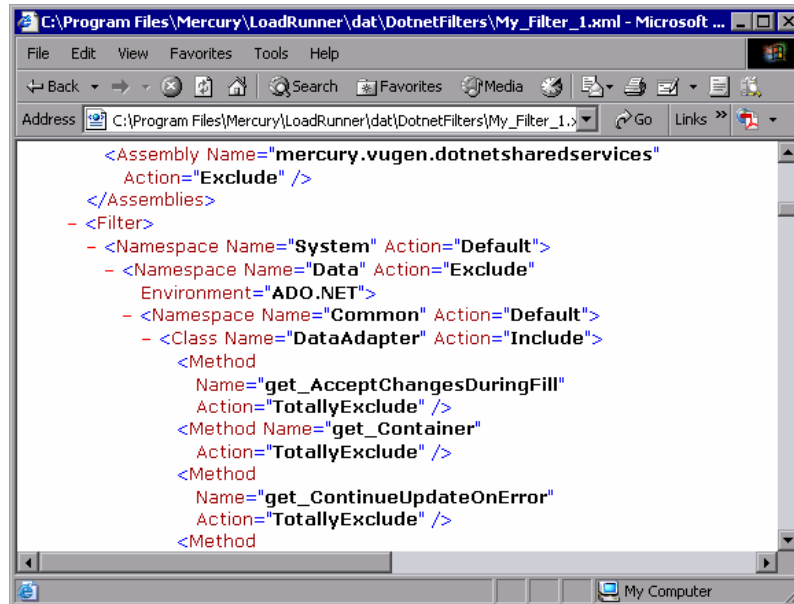 C:\Program Files\Mercury\LoadRunner\dat\DotnetFilters\My_Filter_1.xml - Microsoft ...
File Edit View Favorites Tools Help
Back Search Favorites Media
Address C:\Program Files\Mercury\LoadRunner\dat\DotnetFilters\My_Filter_1.x Go Links »
<Assembly Name="mercury.vugen.dotnetsharedservices"
Action="Exclude" />
</Assemblies>
- <Filter>
- <Namespace Name="System" Action="Default">
- <Namespace Name="Data" Action="Exclude"
Environment="ADO.NET">
- <Namespace Name="Common" Action="Default">
- <Class Name="DataAdapter" Action="Include">
<Method
Name="get_AcceptChangesDuringFill"
Action="TotallyExclude" />
<Method Name="get_Container"
Action="TotallyExclude" />
<Method
Name="get_ContinueUpdateOnError"
Action="TotallyExclude" />
<Method
My Computer